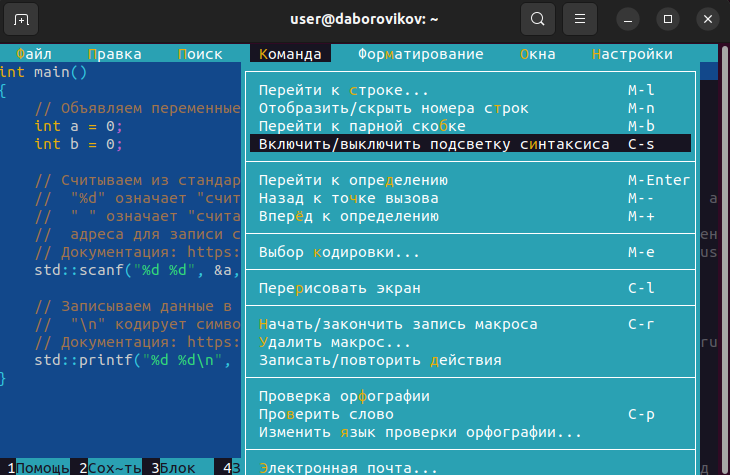 user@daborovikov: ~
Файл Правка Поиск Команда Форматирование Окна Настройки
int main()
{
// Объявляем переменные
int a = 0;
int b = 0;
// Считываем из стандар
// "%d" означает "счит
// " " означает "счита
// адреса для записи с
// Документация: https:
std::scanf("%d %d", &a,
// Записываем данные в
// "\n" кодирует симво
// Документация: https:
std::printf("%d %d\n",
}
Перейти к строке... M-l
Отобразить/скрыть номера строк M-n
Перейти к парной скобке M-b
Включить/выключить подсветку синтаксиса C-s
Перейти к определению M-Enter
Назад к точке вызова M--
Вперёд к определению M-+
Выбор кодировки... M-e
Перерисовать экран C-l
Начать/закончить запись макроса C-r
Удалить макрос...
Записать/повторить действия
Проверка орфографии
Проверить слово C-p
Изменить язык проверки орфографии...
Электронная почта...
а
ен
us
ru
д
1Помощь 2Сох~ть 3Блок 4З